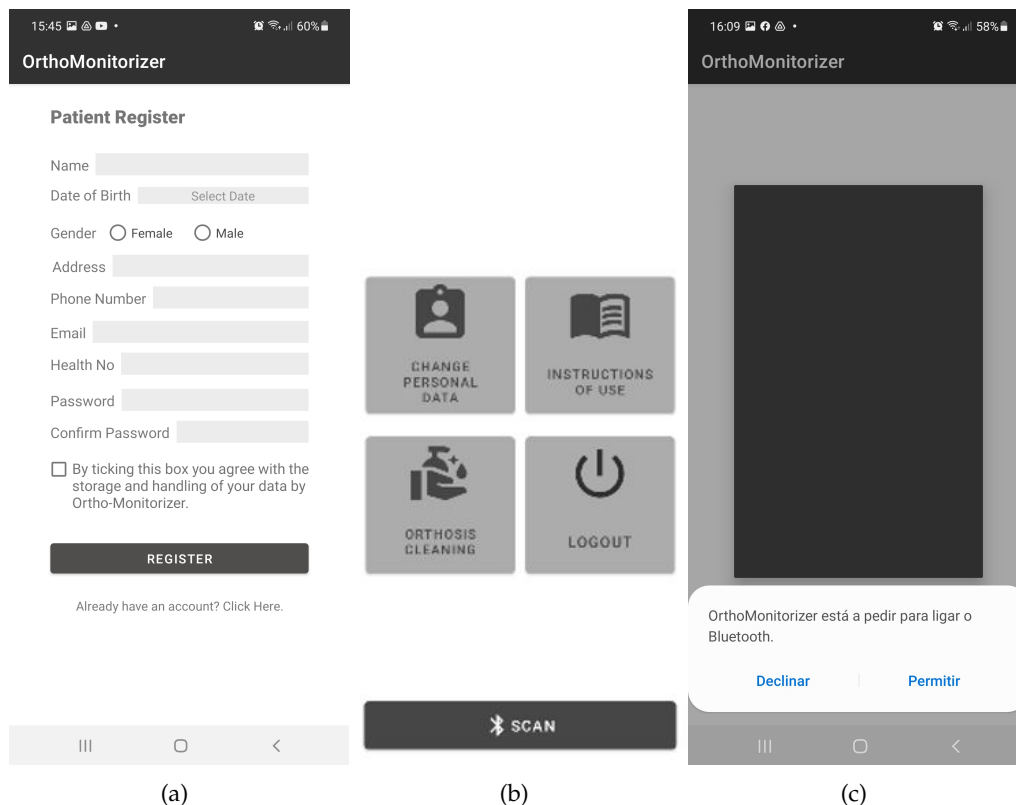 15:45
60%
OrthoMonitorizer
Patient Register
Name
Date of Birth Select Date
Gender Female Male
Address
Phone Number
Email
Health No
Password
Confirm Password
By ticking this box you agree with the
storage and handling of your data by
Ortho-Monitorizer.
REGISTER
Already have an account? Click Here.
(a)
CHANGE
PERSONAL
DATA
INSTRUCTIONS
OF USE
ORTHOSIS
CLEANING
LOGOUT
SCAN
(b)
16:09
58%
OrthoMonitorizer
OrthoMonitorizer está a pedir para ligar o
Bluetooth.
Declinar Permitir
(c)